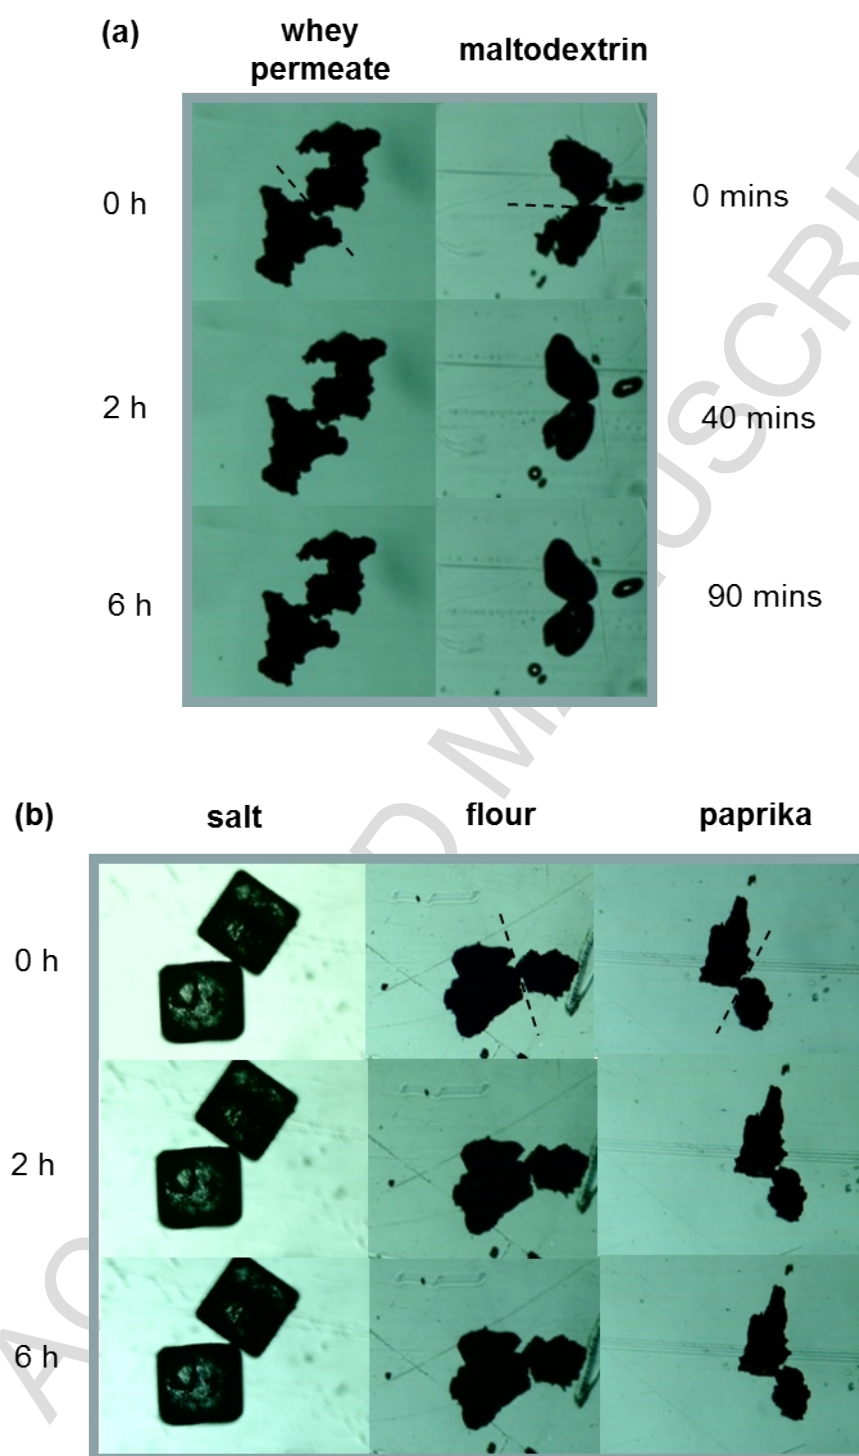 (a)
whey
permeate
maltodextrin
0 h
0 mins
2 h
40 mins
6 h
90 mins
(b)
salt
flour
paprika
0 h
2 h
6 h